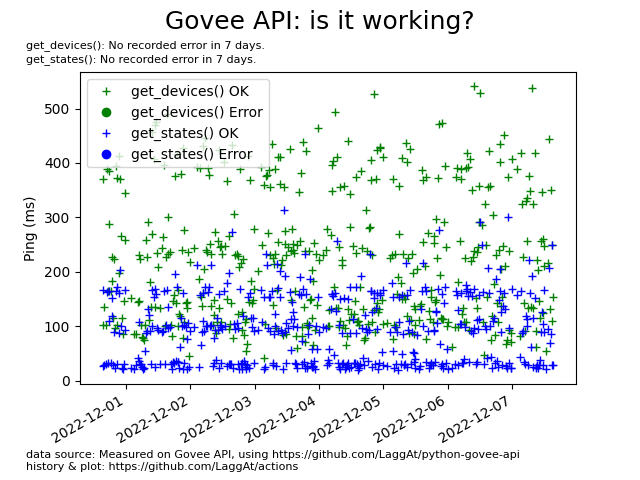 Govee API: is it working?
get_devices(): No recorded error in 7 days.
get_states(): No recorded error in 7 days.
get_devices() OK
get_devices() Error
get_states() OK
get_states() Error
Ping (ms)
500
400
300
200
100
0
2022-12-01
2022-12-02
2022-12-03
2022-12-04
2022-12-05
2022-12-06
2022-12-07
data source: Measured on Govee API, using https://github.com/LaggAt/python-govee-api
history & plot: https://github.com/LaggAt/actions